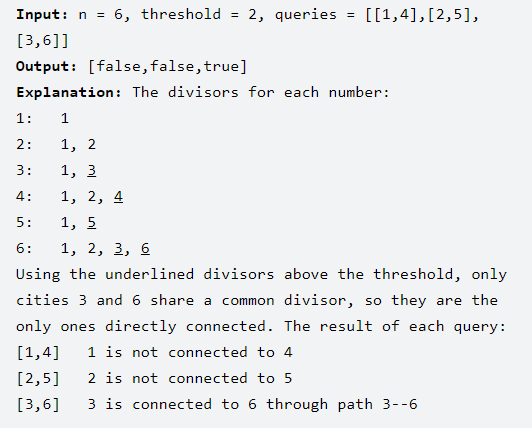 Input: n = 6, threshold = 2, queries = [[1,4],[2,5],
[3,6]]
Output: [false,false,true]
Explanation: The divisors for each number:
1:   1
2:   1, 2
3:   1, 3
4:   1, 2, 4
5:   1, 5
6:   1, 2, 3, 6
Using the underlined divisors above the threshold, only
cities 3 and 6 share a common divisor, so they are the
only ones directly connected. The result of each query:
[1,4]   1 is not connected to 4
[2,5]   2 is not connected to 5
[3,6]   3 is connected to 6 through path 3--6